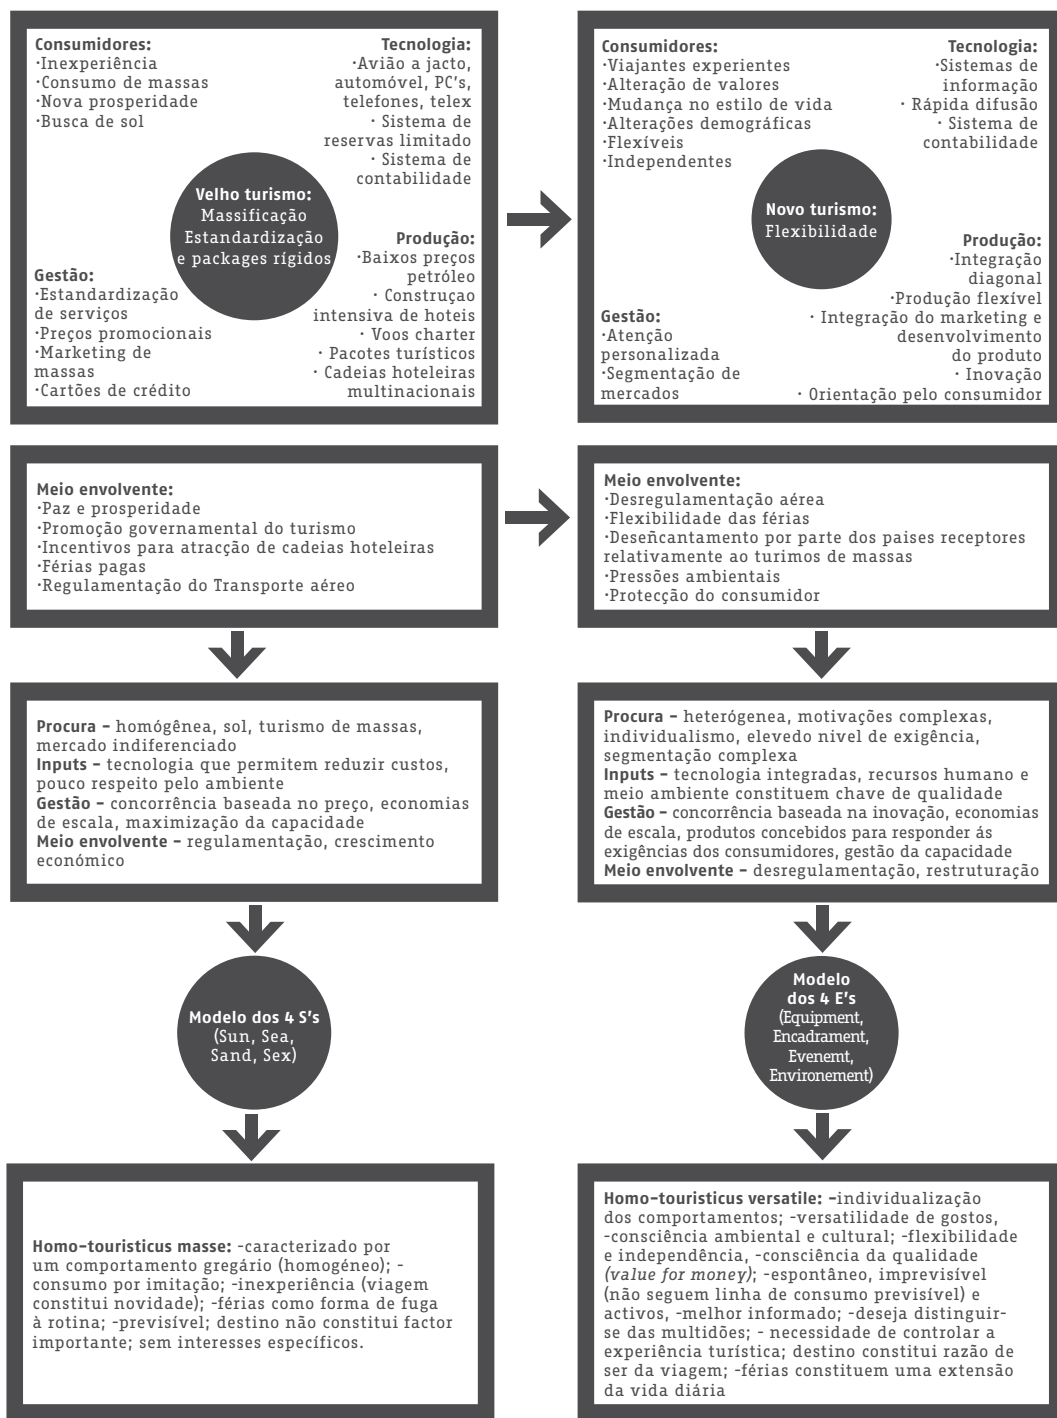 Consumidores:
·Inexperiência
·Consumo de massas
·Nova prosperidade
·Busca de sol
Tecnologia:
·Avião a jacto,
automóvel, PC's,
telefones, telex
· Sistema de
reservas limitado
· Sistema de
contabilidade
Velho turismo:
Massificação
Estandardização
e packages rígidos
Gestão:
·Estandardização
de serviços
·Preços promocionais
·Marketing de
massas
·Cartões de crédito
Produção:
·Baixos preços
petróleo
· Construçao
intensiva de hoteis
· Voos charter
· Pacotes turísticos
· Cadeias hoteleiras
multinacionais
Consumidores:
·Viajantes experientes
·Alteração de valores
·Mudança no estilo de vida
·Alterações demográficas
·Flexíveis
·Independentes
Tecnologia:
·Sistemas de
informação
· Rápida difusão
· Sistema de
contabilidade
Novo turismo:
Flexibilidade
Gestão:
·Atenção
personalizada
·Segmentação de
mercados
Produção:
·Integração
diagonal
·Produção flexível
· Integração do marketing e
desenvolvimento
do produto
· Inovação
· Orientação pelo consumidor
Meio envolvente:
·Paz e prosperidade
·Promoção governamental do turismo
·Incentivos para atracção de cadeias hoteleiras
·Férias pagas
·Regulamentação do Transporte aéreo
Meio envolvente:
·Desregulamentação aérea
·Flexibilidade das férias
·Deseñcantamento por parte dos paises receptores
relativamente ao turimos de massas
·Pressões ambientais
·Protecção do consumidor
Procura – homógênea, sol, turismo de massas,
mercado indiferenciado
Inputs – tecnologia que permitem reduzir custos,
pouco respeito pelo ambiente
Gestão – concorrência baseada no preço, economias
de escala, maximização da capacidade
Meio envolvente – regulamentação, crescimento
económico
Procura – heterógenea, motivações complexas,
individualismo, elevedo nivel de exigência,
segmentação complexa
Inputs – tecnologia integradas, recursos humano e
meio ambiente constituem chave de qualidade
Gestão – concorrência baseada na inovação, economias
de escala, produtos concebidos para responder ás
exigências dos consumidores, gestão da capacidade
Meio envolvente – desregulamentação, restruturação
Modelo dos 4 S's
(Sun, Sea,
Sand, Sex)
Modelo
dos 4 E's
(Equipment,
Encadrament,
Evenemt,
Environement)
Homo-touristicus masse: -caracterizado por
um comportamento gregário (homogéneo); -
consumo por imitação; -inexperiência (viagem
constitui novidade); -férias como forma de fuga
à rotina; -previsível; destino não constitui factor
importante; sem interesses específicos.
Homo-touristicus versatile: -individualização
dos comportamentos; -versatilidade de gostos,
-consciência ambiental e cultural; -flexibilidade
e independência, -consciência da qualidade
(value for money); -espontâneo, imprevisível
(não seguem linha de consumo previsível) e
activos, -melhor informado; -deseja distinguir-
se das multidões; - necessidade de controlar a
experiência turística; destino constitui razão de
ser da viagem; -férias constituem uma extensão
da vida diária